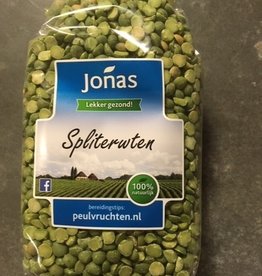 Jonas
Lekker gezond!
Spliterwten
100%
natuurlijk
f
bereidingstips:
peulvruchten.nl